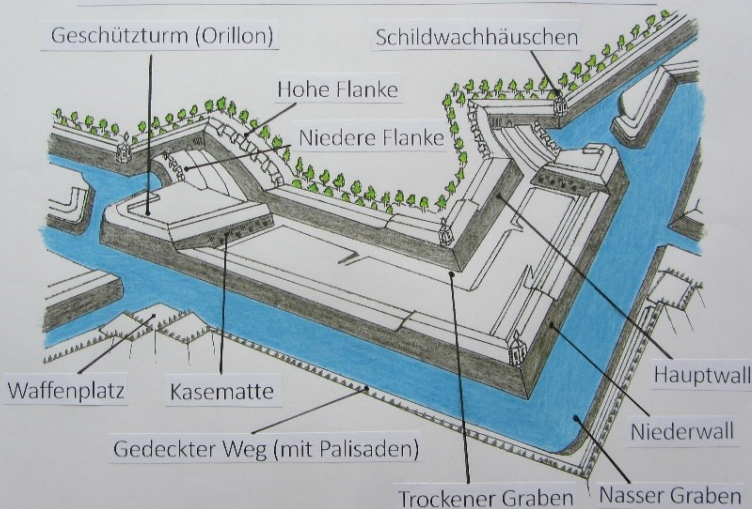 Geschützturm (Orillon)
Schildwachhäuschen
Hohe Flanke
Niedere Flanke
Hauptwall
Waffenplatz
Kasematte
Niederwall
Gedeckter Weg (mit Palisaden)
Trockener Graben
Nasser Graben